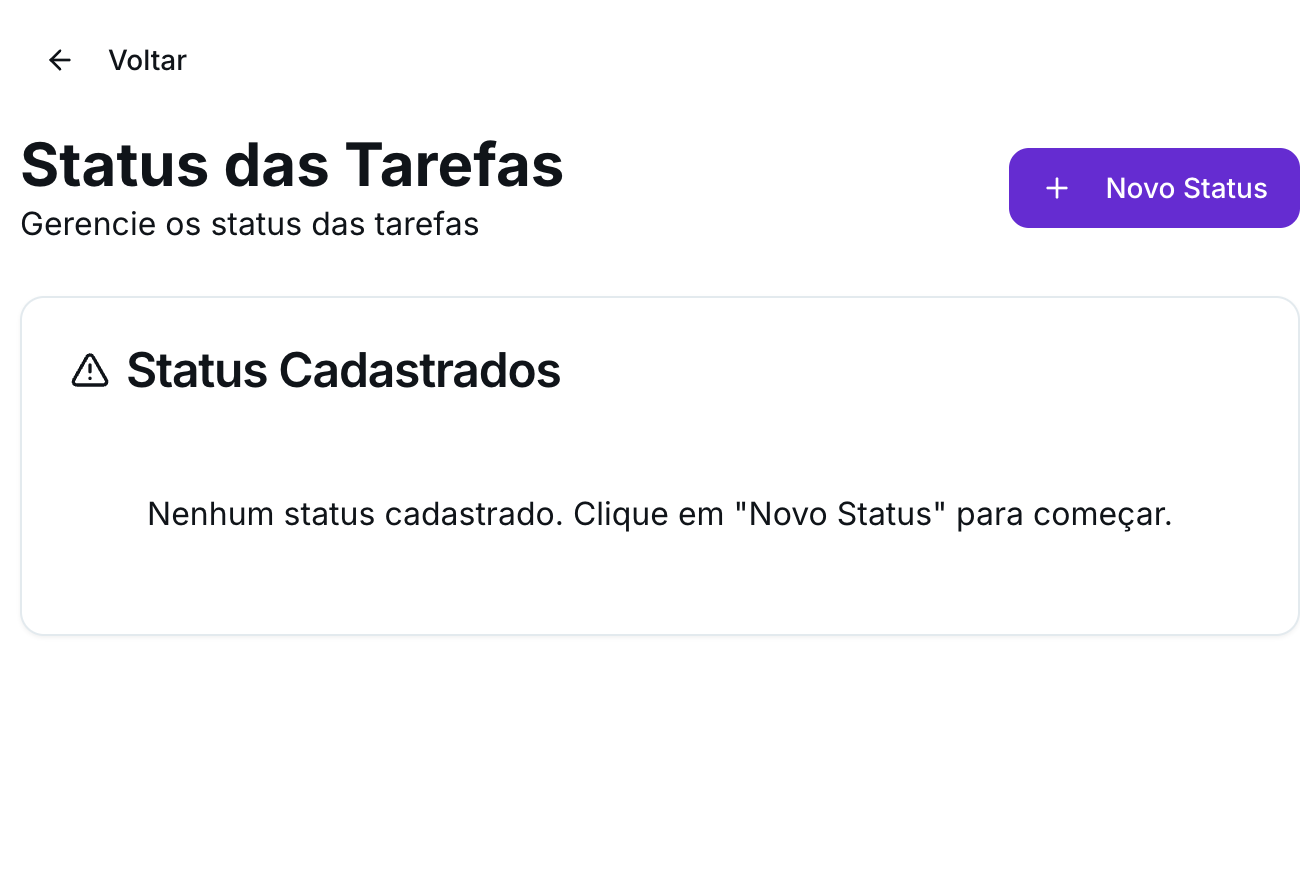 Voltar
Status das Tarefas
Gerencie os status das tarefas
Novo Status
Status Cadastrados
Nenhum status cadastrado. Clique em "Novo Status" para começar.